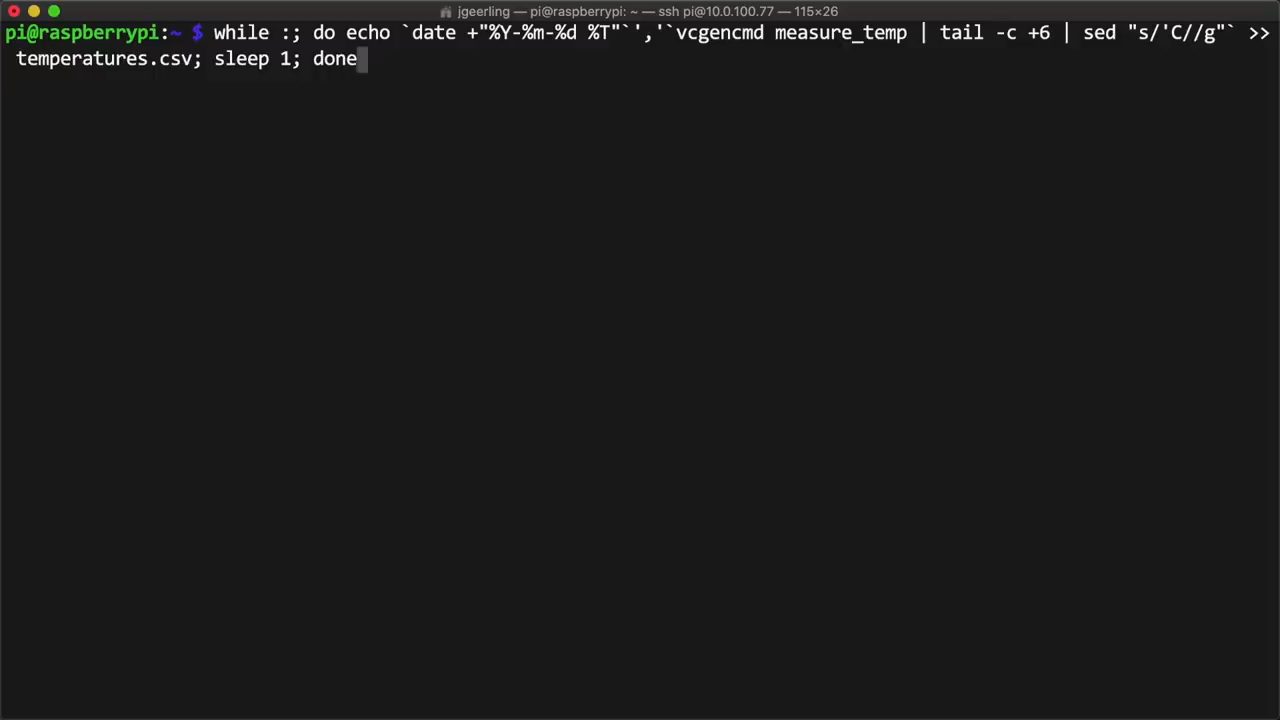 jgeerling — pi@raspberrypi: ~ — ssh pi@10.0.100.77 — 115×26
pi@raspberrypi:~ $ while :; do echo `date +"%Y-%m-%d %T"`','`vcgencmd measure_temp | tail -c +6 | sed "s/'C//g"` >>
temperatures.csv; sleep 1; done